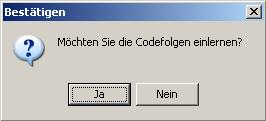 Bestätigen
Möchten Sie die Codefolgen einlernen?
Ja
Nein